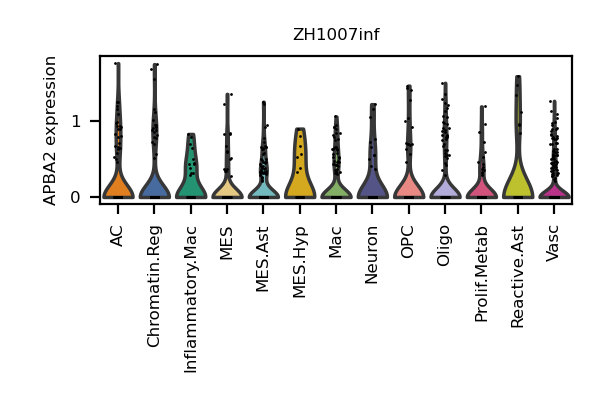 ZH1007inf
APBA2 expression
1
0
AC
Chromatin.Reg
Inflammatory.Mac
MES
MES.Ast
MES.Hyp
Mac
Neuron
OPC
Oligo
Prolif.Metab
Reactive.Ast
Vasc